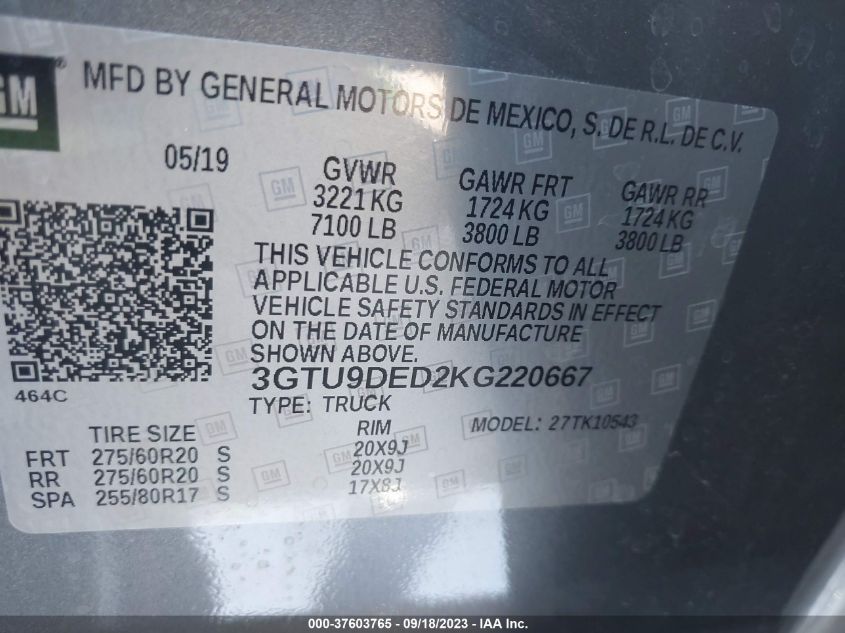 GM ®
MFD BY GENERAL MOTORS DE MEXICO, S. DE R.L. DE C.V.
05/19
GVWR GAWR FRT GAWR RR
3221 KG 1724 KG 1724 KG
7100 LB 3800 LB 3800 LB
THIS VEHICLE CONFORMS TO ALL
APPLICABLE U.S. FEDERAL MOTOR
VEHICLE SAFETY STANDARDS IN EFFECT
ON THE DATE OF MANUFACTURE
SHOWN ABOVE.
3GTU9DED2KG220667
TYPE: TRUCK
464C
MODEL: 27TK10543
TIRE SIZE RIM
FRT 275/60R20 S 20X9J
RR 275/60R20 S 20X9J
SPA 255/80R17 S 17X8J
000-37603765 - 09/18/2023 - IAA Inc.